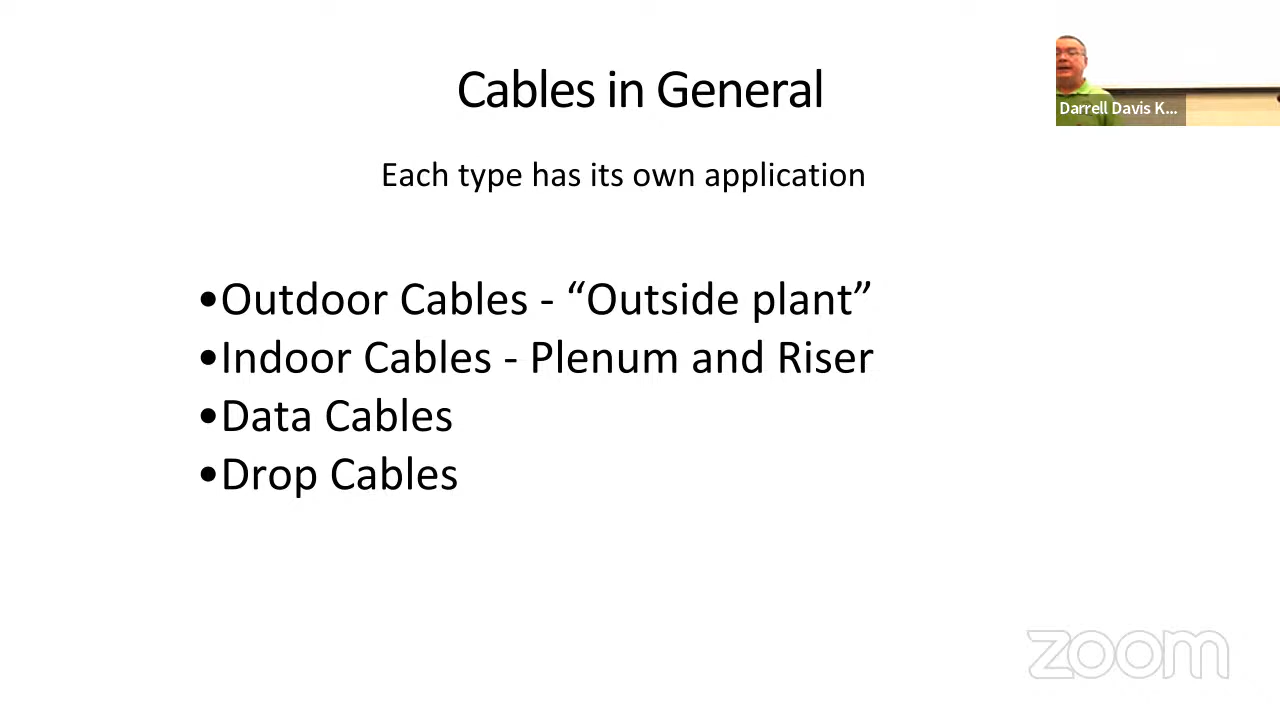 Cables in General
Darrell Davis K...
Each type has its own application
•Outdoor Cables - “Outside plant”
•Indoor Cables - Plenum and Riser
•Data Cables
•Drop Cables
zoom